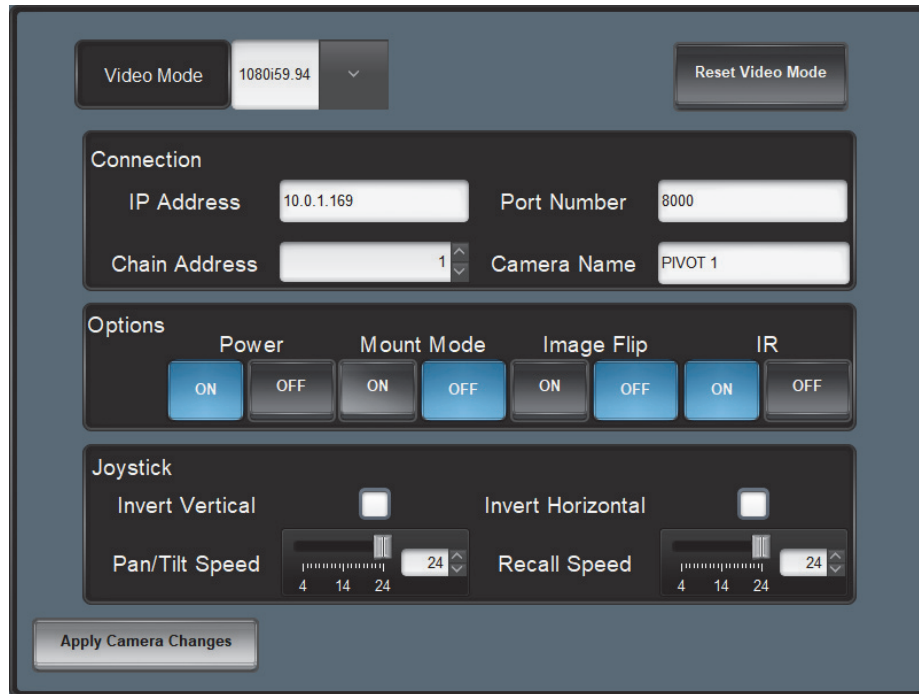 Video Mode 1080i59.94 Reset Video Mode
Connection
IP Address 10.0.1.169 Port Number 8000
Chain Address 1 Camera Name PIVOT 1
Options
Power Mount Mode Image Flip IR
ON OFF ON OFF ON OFF ON OFF
Joystick
Invert Vertical Invert Horizontal
Pan/Tilt Speed 24 Recall Speed 24
4 14 24 4 14 24
Apply Camera Changes